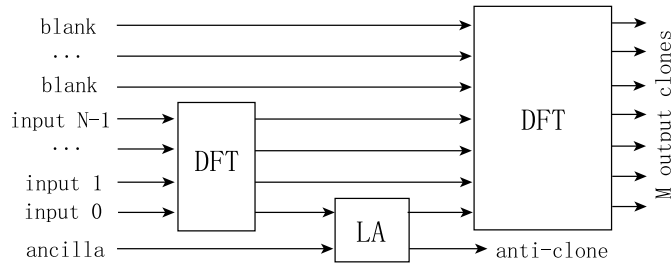 blank
...
blank
input N-1
...
input 1
input 0
ancilla
DFT
LA
DFT
anti-clone
M output clones